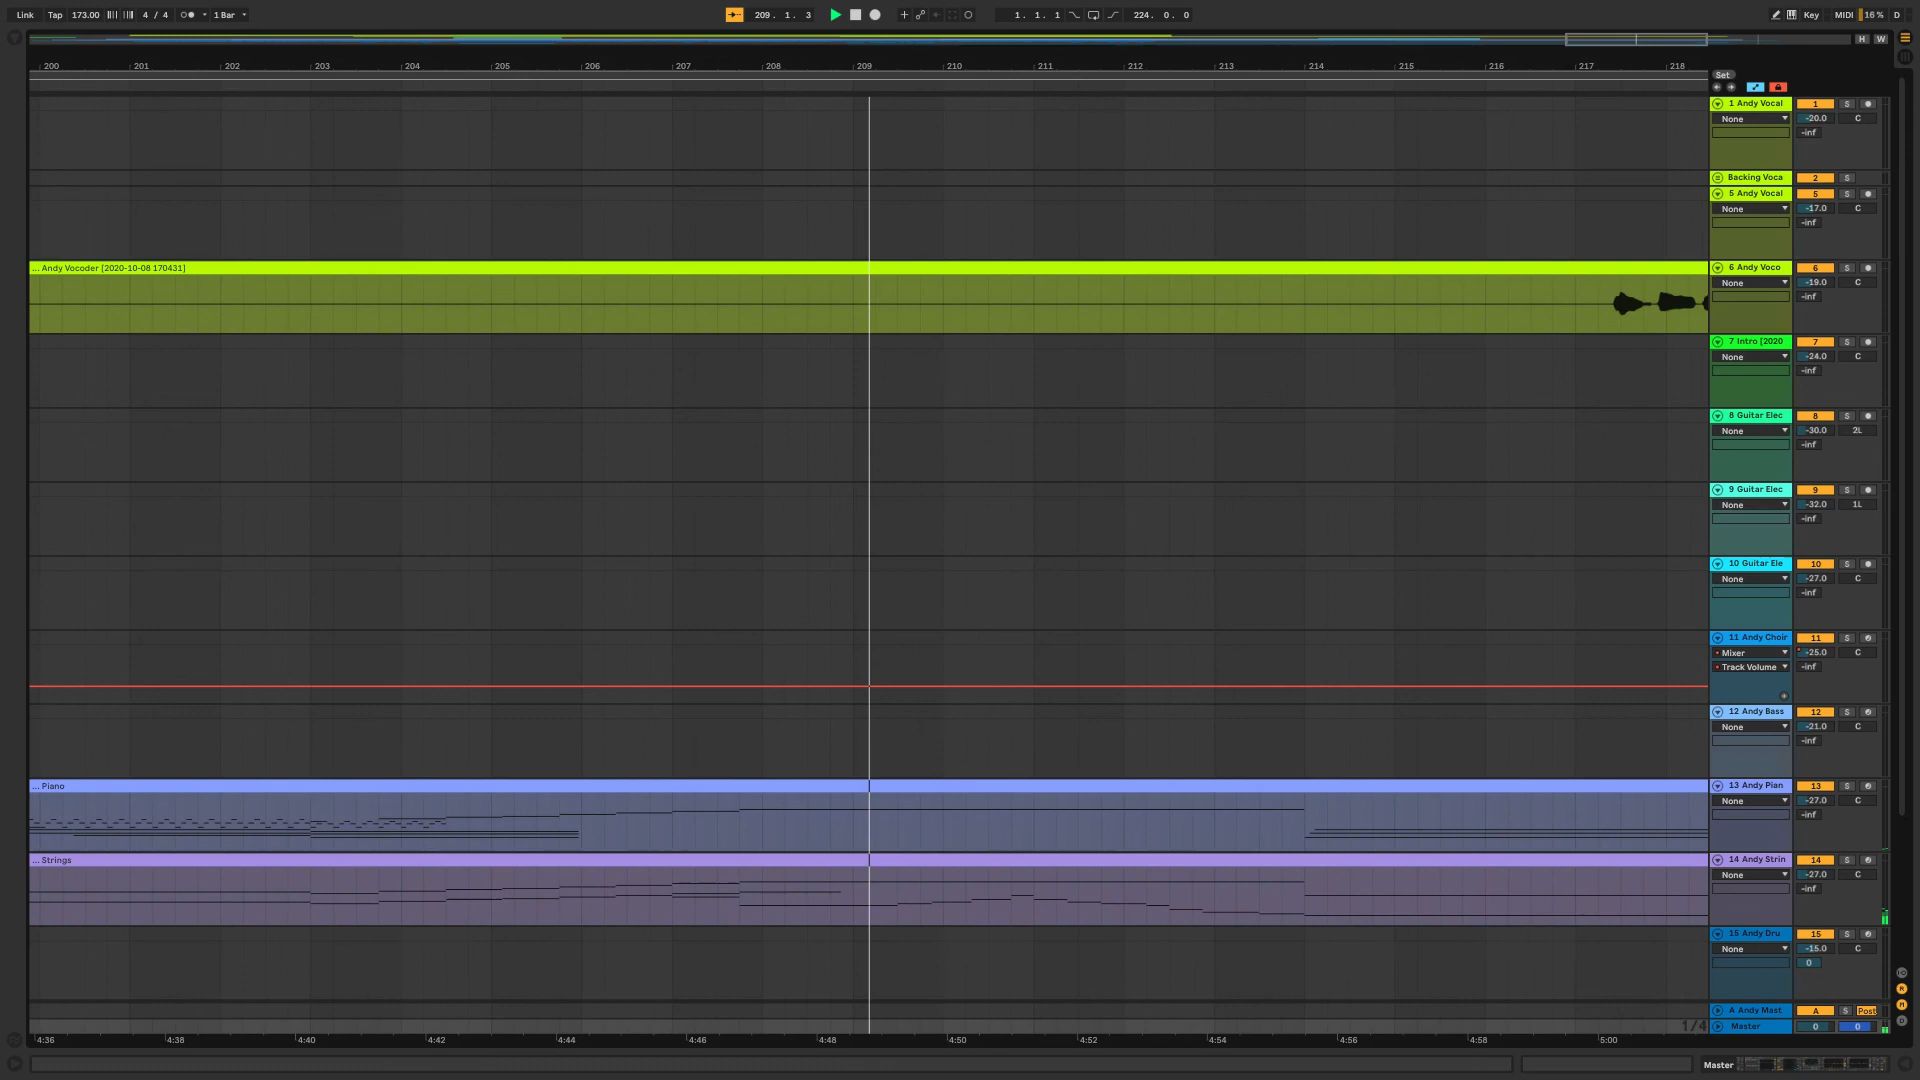 Link Tap 173.00 4 / 4 1 Bar 209. 1. 3 1. 1. 1 224. 0. 0 Key MIDI 16 % D
H W
200 201 202 203 204 205 206 207 208 209 210 211 212 213 214 215 216 217 218
Set
1 Andy Vocal 1 S
None -20.0 C
-inf
Backing Voca 2 S
5 Andy Vocal 5 S
None -17.0 C
-inf
... Andy Vocoder [2020-10-08 170431] 6 Andy Voco 6 S
None -19.0 C
-inf
7 Intro [2020 7 S
None -24.0 C
-inf
8 Guitar Elec 8 S
None -30.0 2L
-inf
9 Guitar Elec 9 S
None -32.0 1L
-inf
10 Guitar Ele 10 S
None -27.0 C
-inf
11 Andy Choir 11 S
Mixer -25.0 C
Track Volume -inf
12 Andy Bass 12 S
None -21.0 C
-inf
... Piano 13 Andy Pian 13 S
None -27.0 C
-inf
... Strings 14 Andy Strin 14 S
None -27.0 C
-inf
15 Andy Dru 15 S
None -15.0 C
0
A Andy Mast A S Post
1/4 Master 0 0
4:36 4:38 4:40 4:42 4:44 4:46 4:48 4:50 4:52 4:54 4:56 4:58 5:00
Master